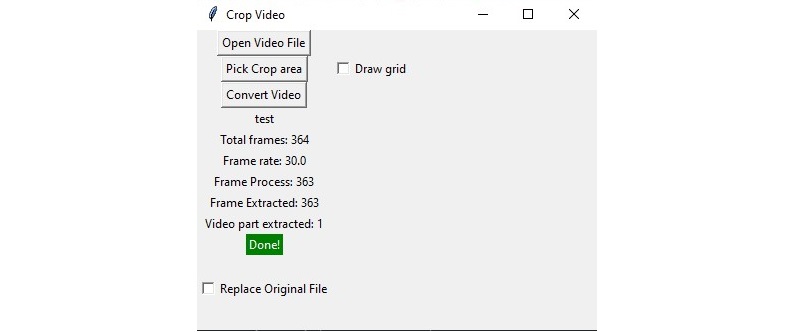 Crop Video
Open Video File
Pick Crop area
Draw grid
Convert Video
test
Total frames: 364
Frame rate: 30.0
Frame Process: 363
Frame Extracted: 363
Video part extracted: 1
Done!
Replace Original File